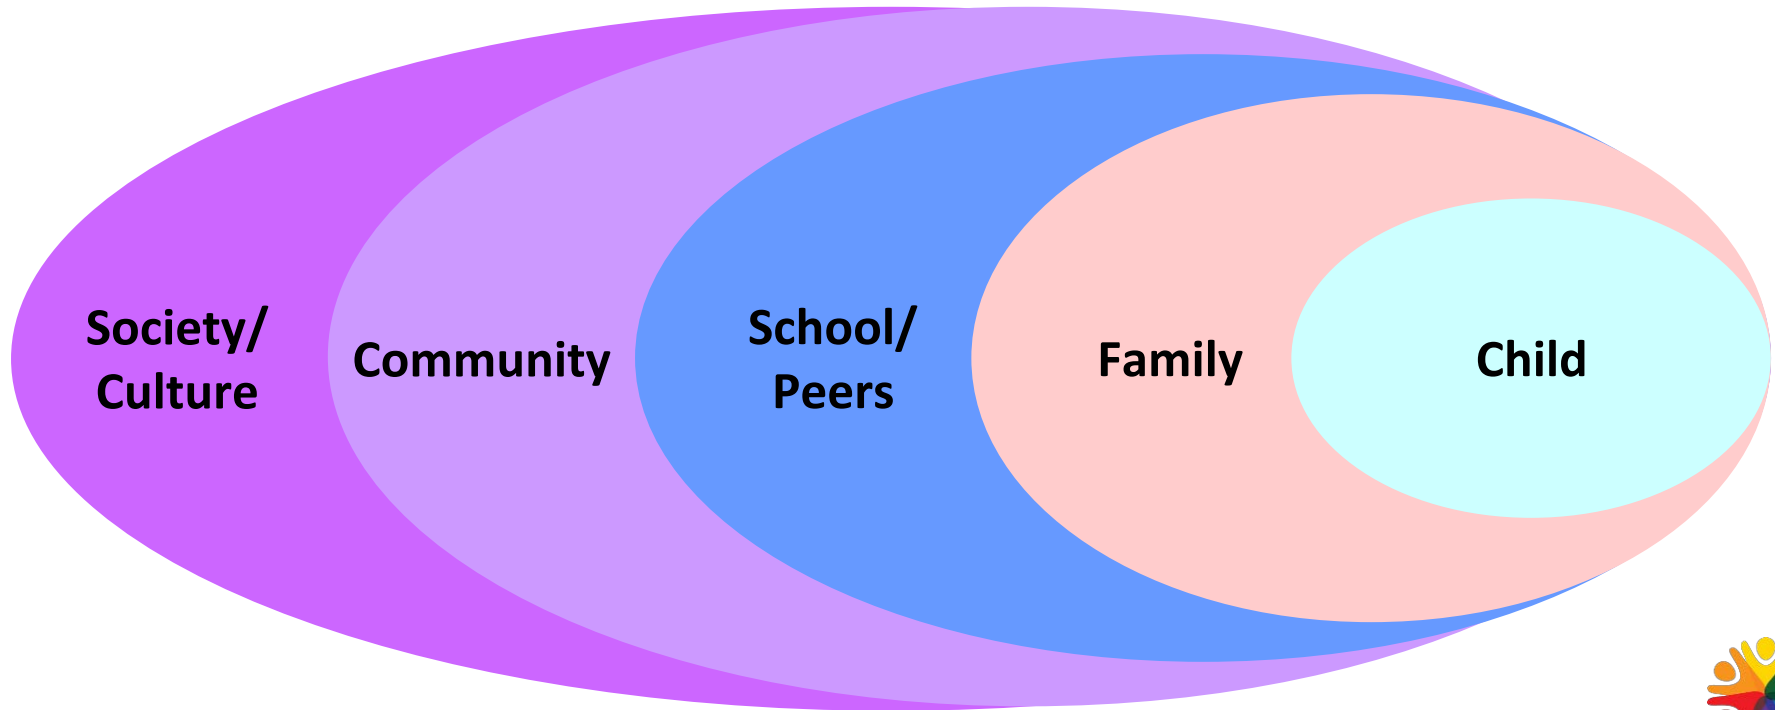 Society/
Culture
Community
School/
Peers
Family
Child